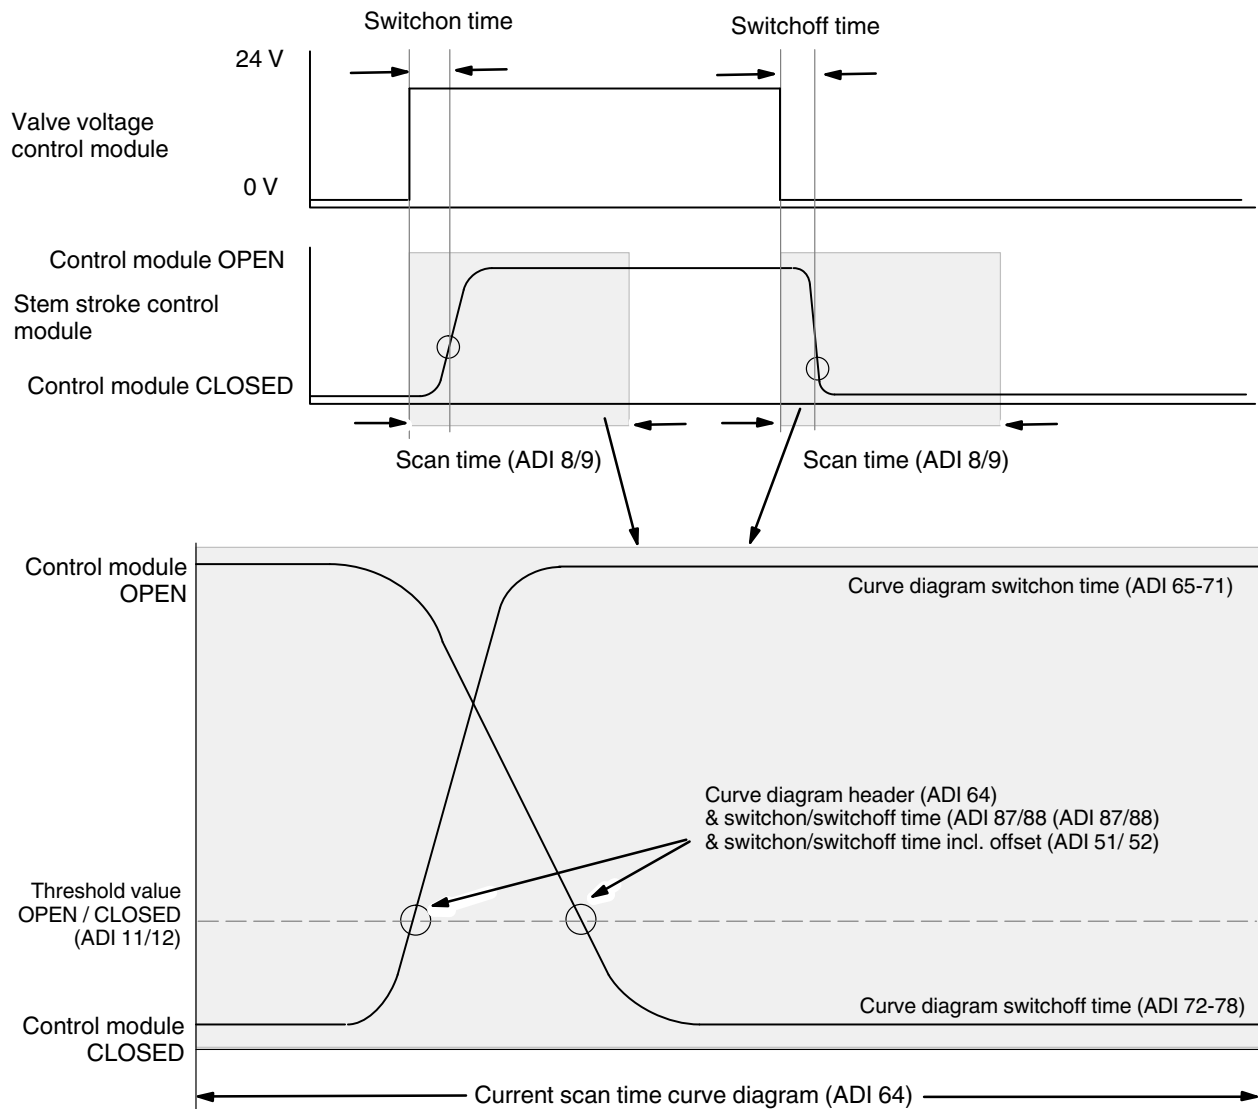 Switchon time
Switchoff time
24 V
Valve voltage
control module
0 V
Control module OPEN
Stem stroke control
module
Control module CLOSED
Scan time (ADI 8/9)
Scan time (ADI 8/9)
Control module
OPEN
Curve diagram switchon time (ADI 65-71)
Curve diagram header (ADI 64)
& switchon/switchoff time (ADI 87/88 (ADI 87/88)
& switchon/switchoff time incl. offset (ADI 51/ 52)
Threshold value
OPEN / CLOSED
(ADI 11/12)
Curve diagram switchoff time (ADI 72-78)
Control module
CLOSED
Current scan time curve diagram (ADI 64)